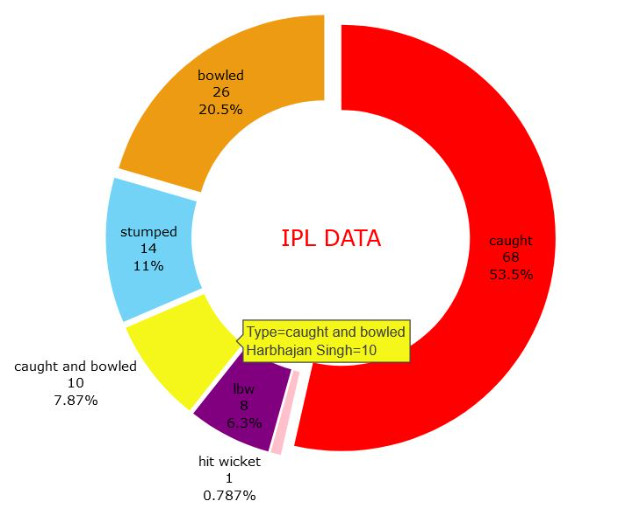 bowled
26
20.5%
stumped
14
11%
IPL DATA
caught
68
53.5%
Type=caught and bowled
Harbhajan Singh=10
caught and bowled
10
7.87%
lbw
8
6.3%
hit wicket
1
0.787%